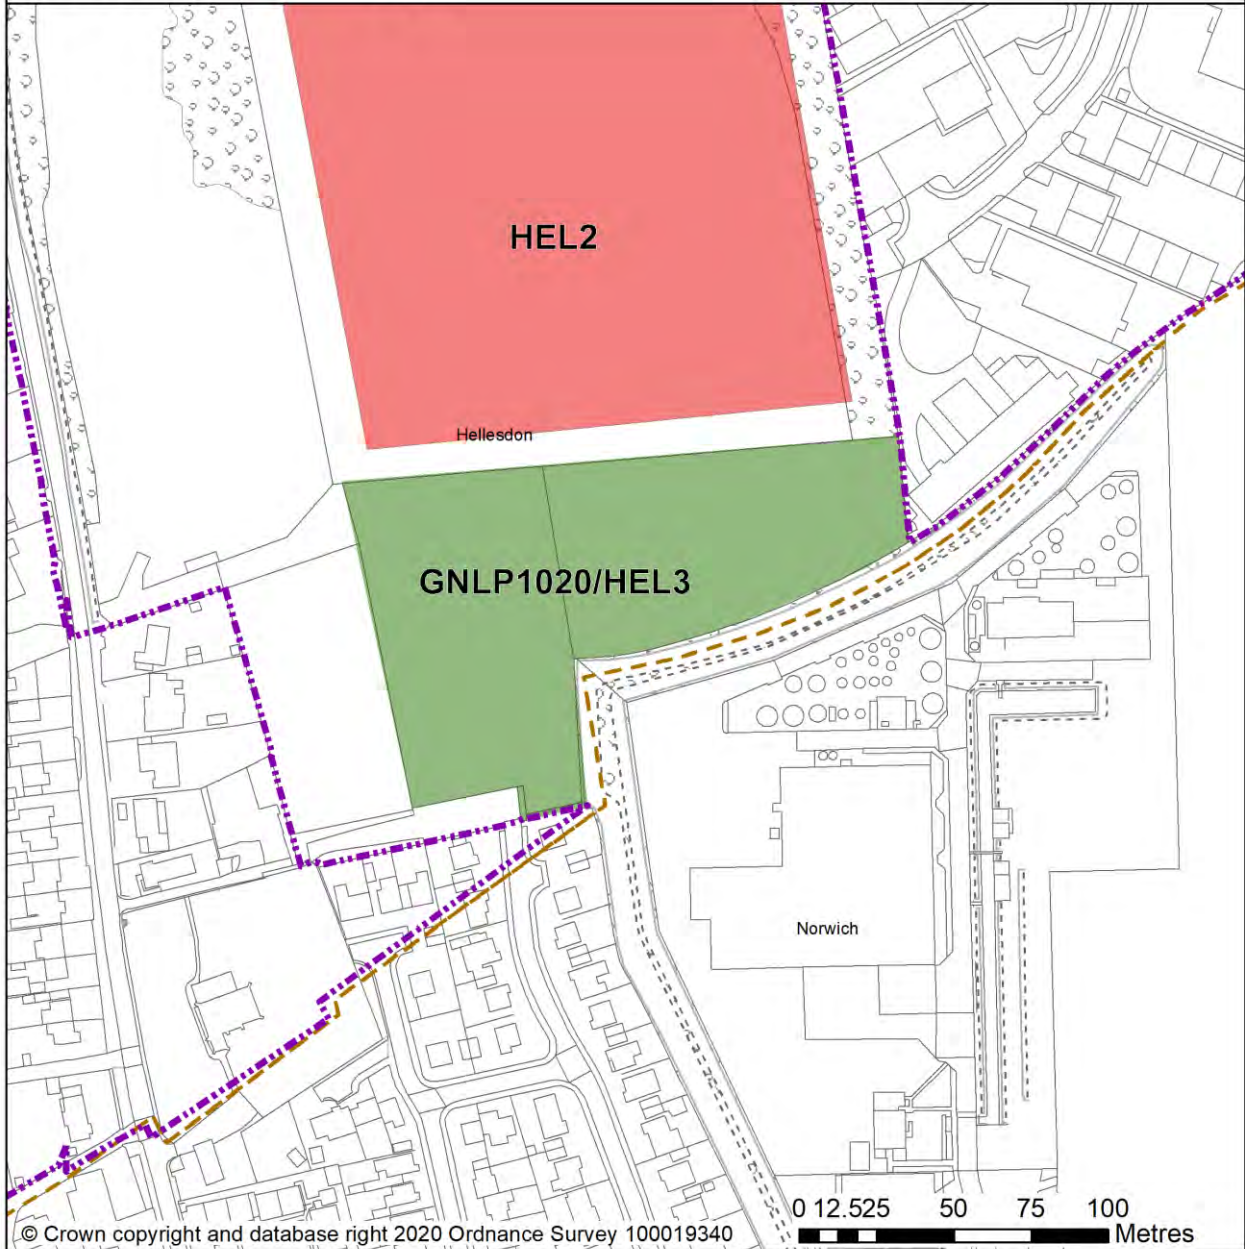 HEL2
Hellesdon
GNLP1020/HEL3
Norwich
0 12.525 50 75 100
Metres
© Crown copyright and database right 2020 Ordnance Survey 100019340